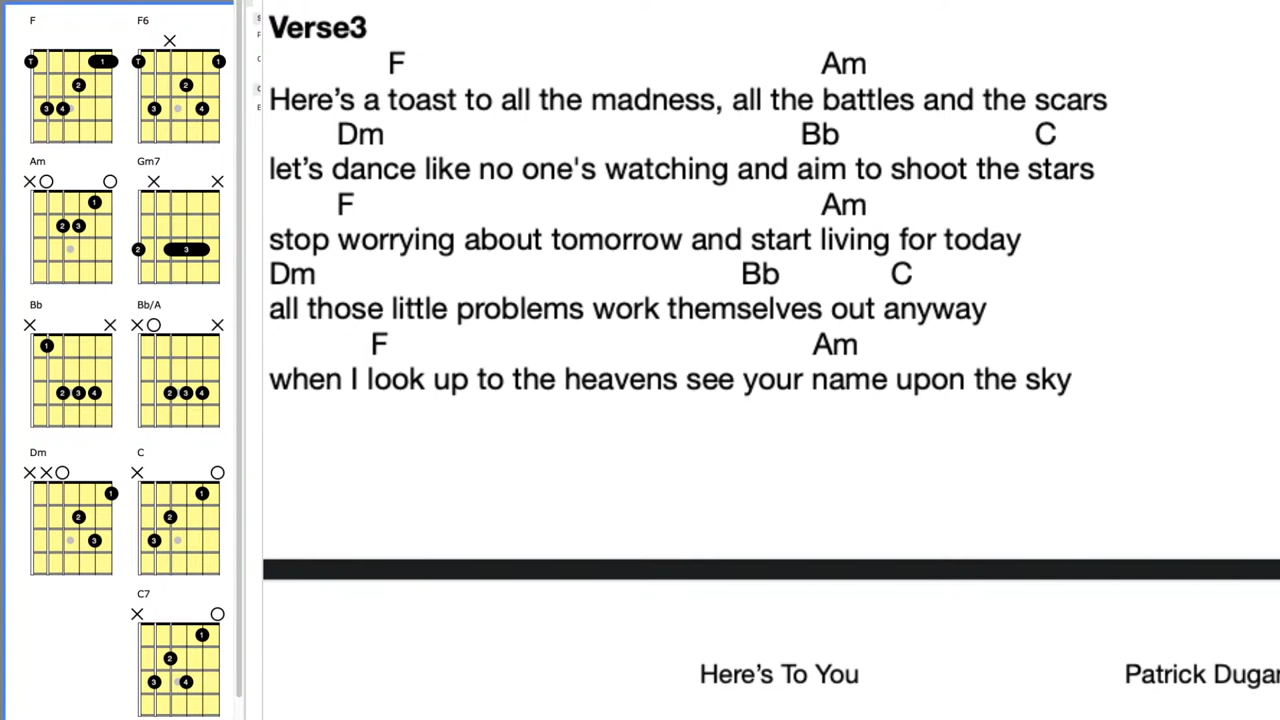 F F6
Am Gm7
Bb Bb/A
Dm C
C7
Verse3
F Am
Here’s a toast to all the madness, all the battles and the scars
Dm Bb C
let’s dance like no one's watching and aim to shoot the stars
F Am
stop worrying about tomorrow and start living for today
Dm Bb C
all those little problems work themselves out anyway
F Am
when I look up to the heavens see your name upon the sky
Here’s To You Patrick Dugan